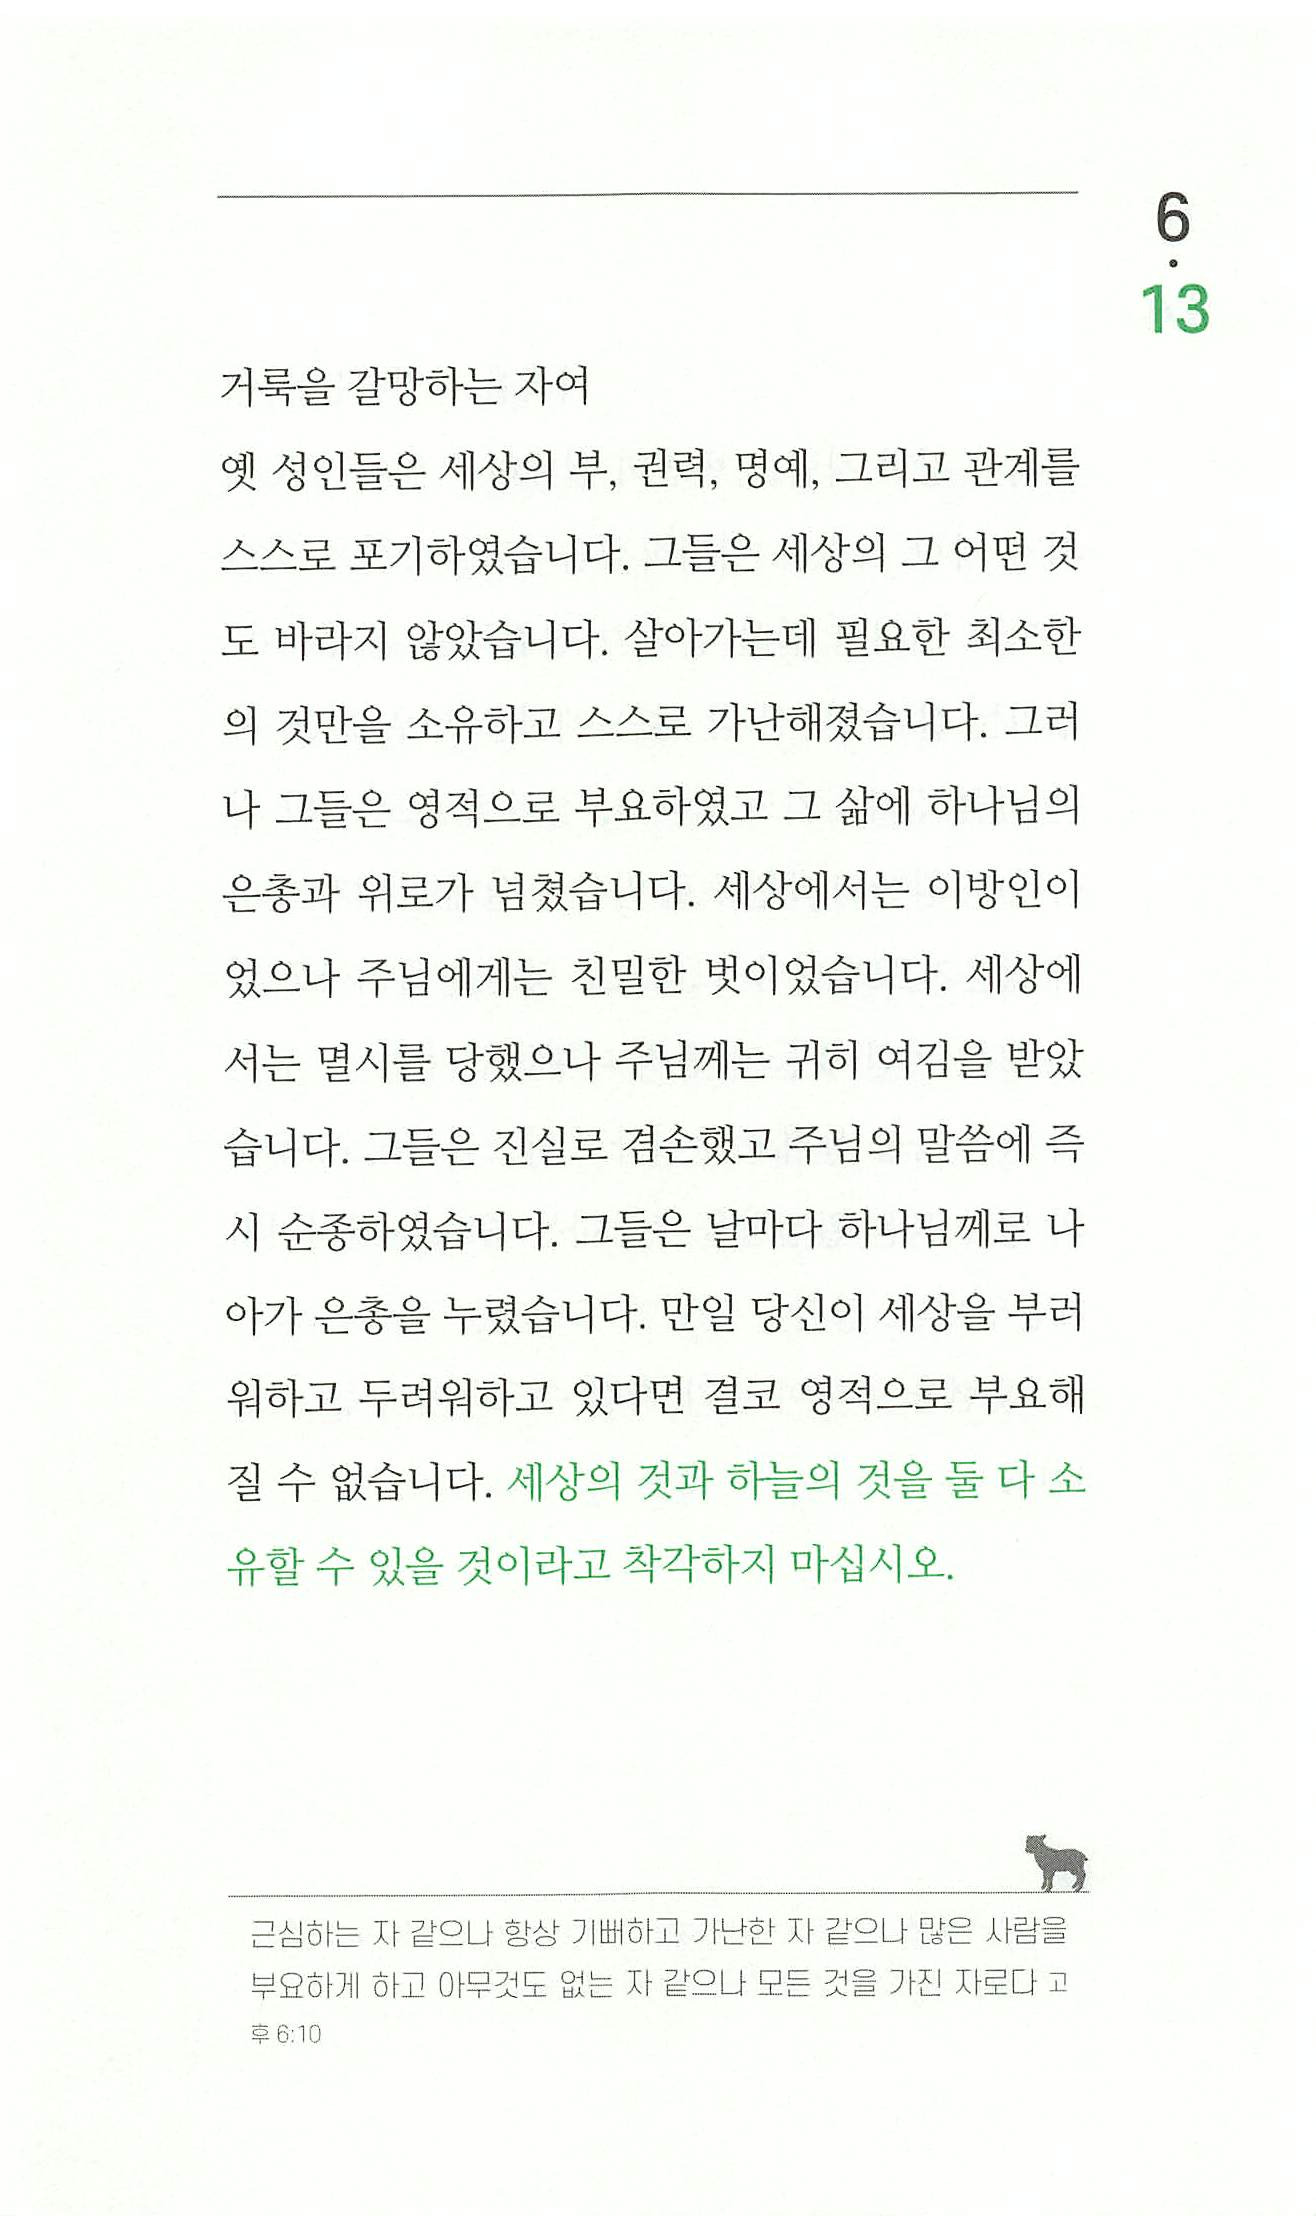 6
·
13
거룩을 갈망하는 자여
옛 성인들은 세상의 부, 권력, 명예, 그리고 관계를
스스로 포기하였습니다. 그들은 세상의 그 어떤 것
도 바라지 않았습니다. 살아가는데 필요한 최소한
의 것만을 소유하고 스스로 가난해졌습니다. 그러
나 그들은 영적으로 부요하였고 그 삶에 하나님의
은총과 위로가 넘쳤습니다. 세상에서는 이방인이
었으나 주님에게는 친밀한 벗이었습니다. 세상에
서는 멸시를 당했으나 주님께는 귀히 여김을 받았
습니다. 그들은 진실로 겸손했고 주님의 말씀에 즉
시 순종하였습니다. 그들은 날마다 하나님께로 나
아가 은총을 누렸습니다. 만일 당신이 세상을 부러
워하고 두려워하고 있다면 결코 영적으로 부요해
질 수 없습니다. 세상의 것과 하늘의 것을 둘 다 소
유할 수 있을 것이라고 착각하지 마십시오.
근심하는 자 같으나 항상 기뻐하고 가난한 자 같으나 많은 사람을
부요하게 하고 아무것도 없는 자 같으나 모든 것을 가진 자로다 고
후 6:10